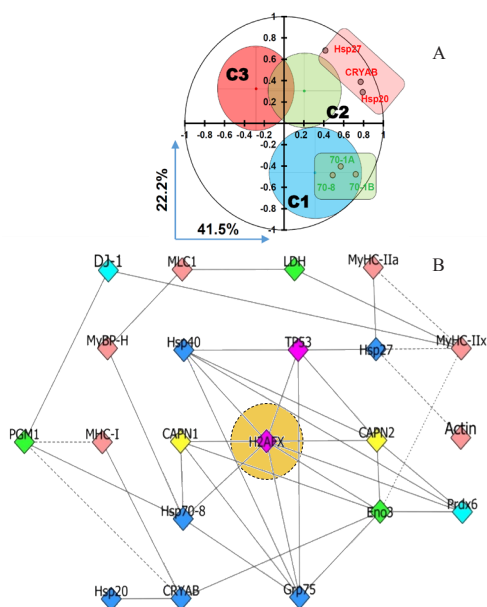 A
1
0.8
0.6
0.4
0.2
0
-0.2
-0.4
-0.6
-0.8
-1
-1 -0.8 -0.6 -0.4 -0.2 0 0.2 0.4 0.6 0.8 1
Hsp27
CRYAB
Hsp20
C3
C2
C1
70-1A
70-8 70-1B
22.2%
41.5%
B
DJ-1 MLC1 LDH MyHC-IIa
MyBP-H Hsp40 TP53 Hsp27 MyHC-IIx
PGM1 MHC-I CAPN1 H2AFX CAPN2 Actin
Hsp70-8 Eno3 Prdx6
Hsp20 CRYAB Grp75